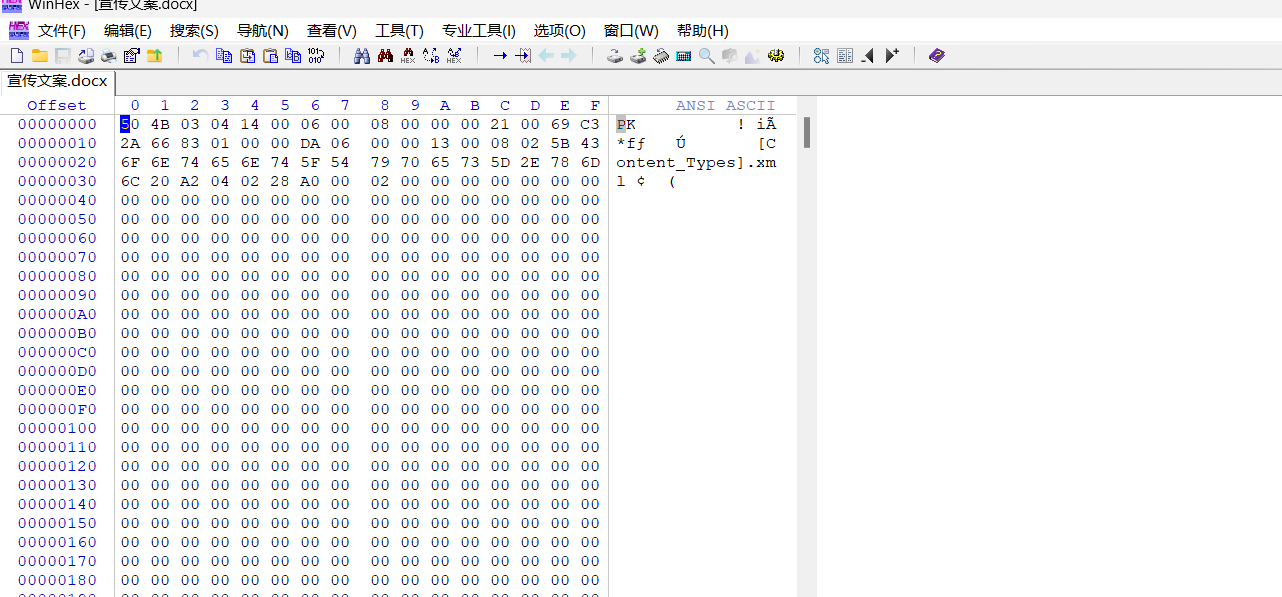 WinHex - [宣传文案.docx]
文件(F) 编辑(E) 搜索(S) 导航(N) 查看(V) 工具(T) 专业工具(I) 选项(O) 窗口(W) 帮助(H)
宣传文案.docx
Offset 0 1 2 3 4 5 6 7 8 9 A B C D E F ANSI ASCII
00000000 50 4B 03 04 14 00 06 00 08 00 00 00 21 00 69 C3 PK ! iÃ
00000010 2A 66 83 01 00 00 DA 06 00 00 13 00 08 02 5B 43 *fƒ Ú [C
00000020 6F 6E 74 65 6E 74 5F 54 79 70 65 73 5D 2E 78 6D ontent_Types].xm
00000030 6C 20 A2 04 02 28 A0 00 02 00 00 00 00 00 00 00 l ¢ (
00000040 00 00 00 00 00 00 00 00 00 00 00 00 00 00 00 00
00000050 00 00 00 00 00 00 00 00 00 00 00 00 00 00 00 00
00000060 00 00 00 00 00 00 00 00 00 00 00 00 00 00 00 00
00000070 00 00 00 00 00 00 00 00 00 00 00 00 00 00 00 00
00000080 00 00 00 00 00 00 00 00 00 00 00 00 00 00 00 00
00000090 00 00 00 00 00 00 00 00 00 00 00 00 00 00 00 00
000000A0 00 00 00 00 00 00 00 00 00 00 00 00 00 00 00 00
000000B0 00 00 00 00 00 00 00 00 00 00 00 00 00 00 00 00
000000C0 00 00 00 00 00 00 00 00 00 00 00 00 00 00 00 00
000000D0 00 00 00 00 00 00 00 00 00 00 00 00 00 00 00 00
000000E0 00 00 00 00 00 00 00 00 00 00 00 00 00 00 00 00
000000F0 00 00 00 00 00 00 00 00 00 00 00 00 00 00 00 00
00000100 00 00 00 00 00 00 00 00 00 00 00 00 00 00 00 00
00000110 00 00 00 00 00 00 00 00 00 00 00 00 00 00 00 00
00000120 00 00 00 00 00 00 00 00 00 00 00 00 00 00 00 00
00000130 00 00 00 00 00 00 00 00 00 00 00 00 00 00 00 00
00000140 00 00 00 00 00 00 00 00 00 00 00 00 00 00 00 00
00000150 00 00 00 00 00 00 00 00 00 00 00 00 00 00 00 00
00000160 00 00 00 00 00 00 00 00 00 00 00 00 00 00 00 00
00000170 00 00 00 00 00 00 00 00 00 00 00 00 00 00 00 00
00000180 00 00 00 00 00 00 00 00 00 00 00 00 00 00 00 00